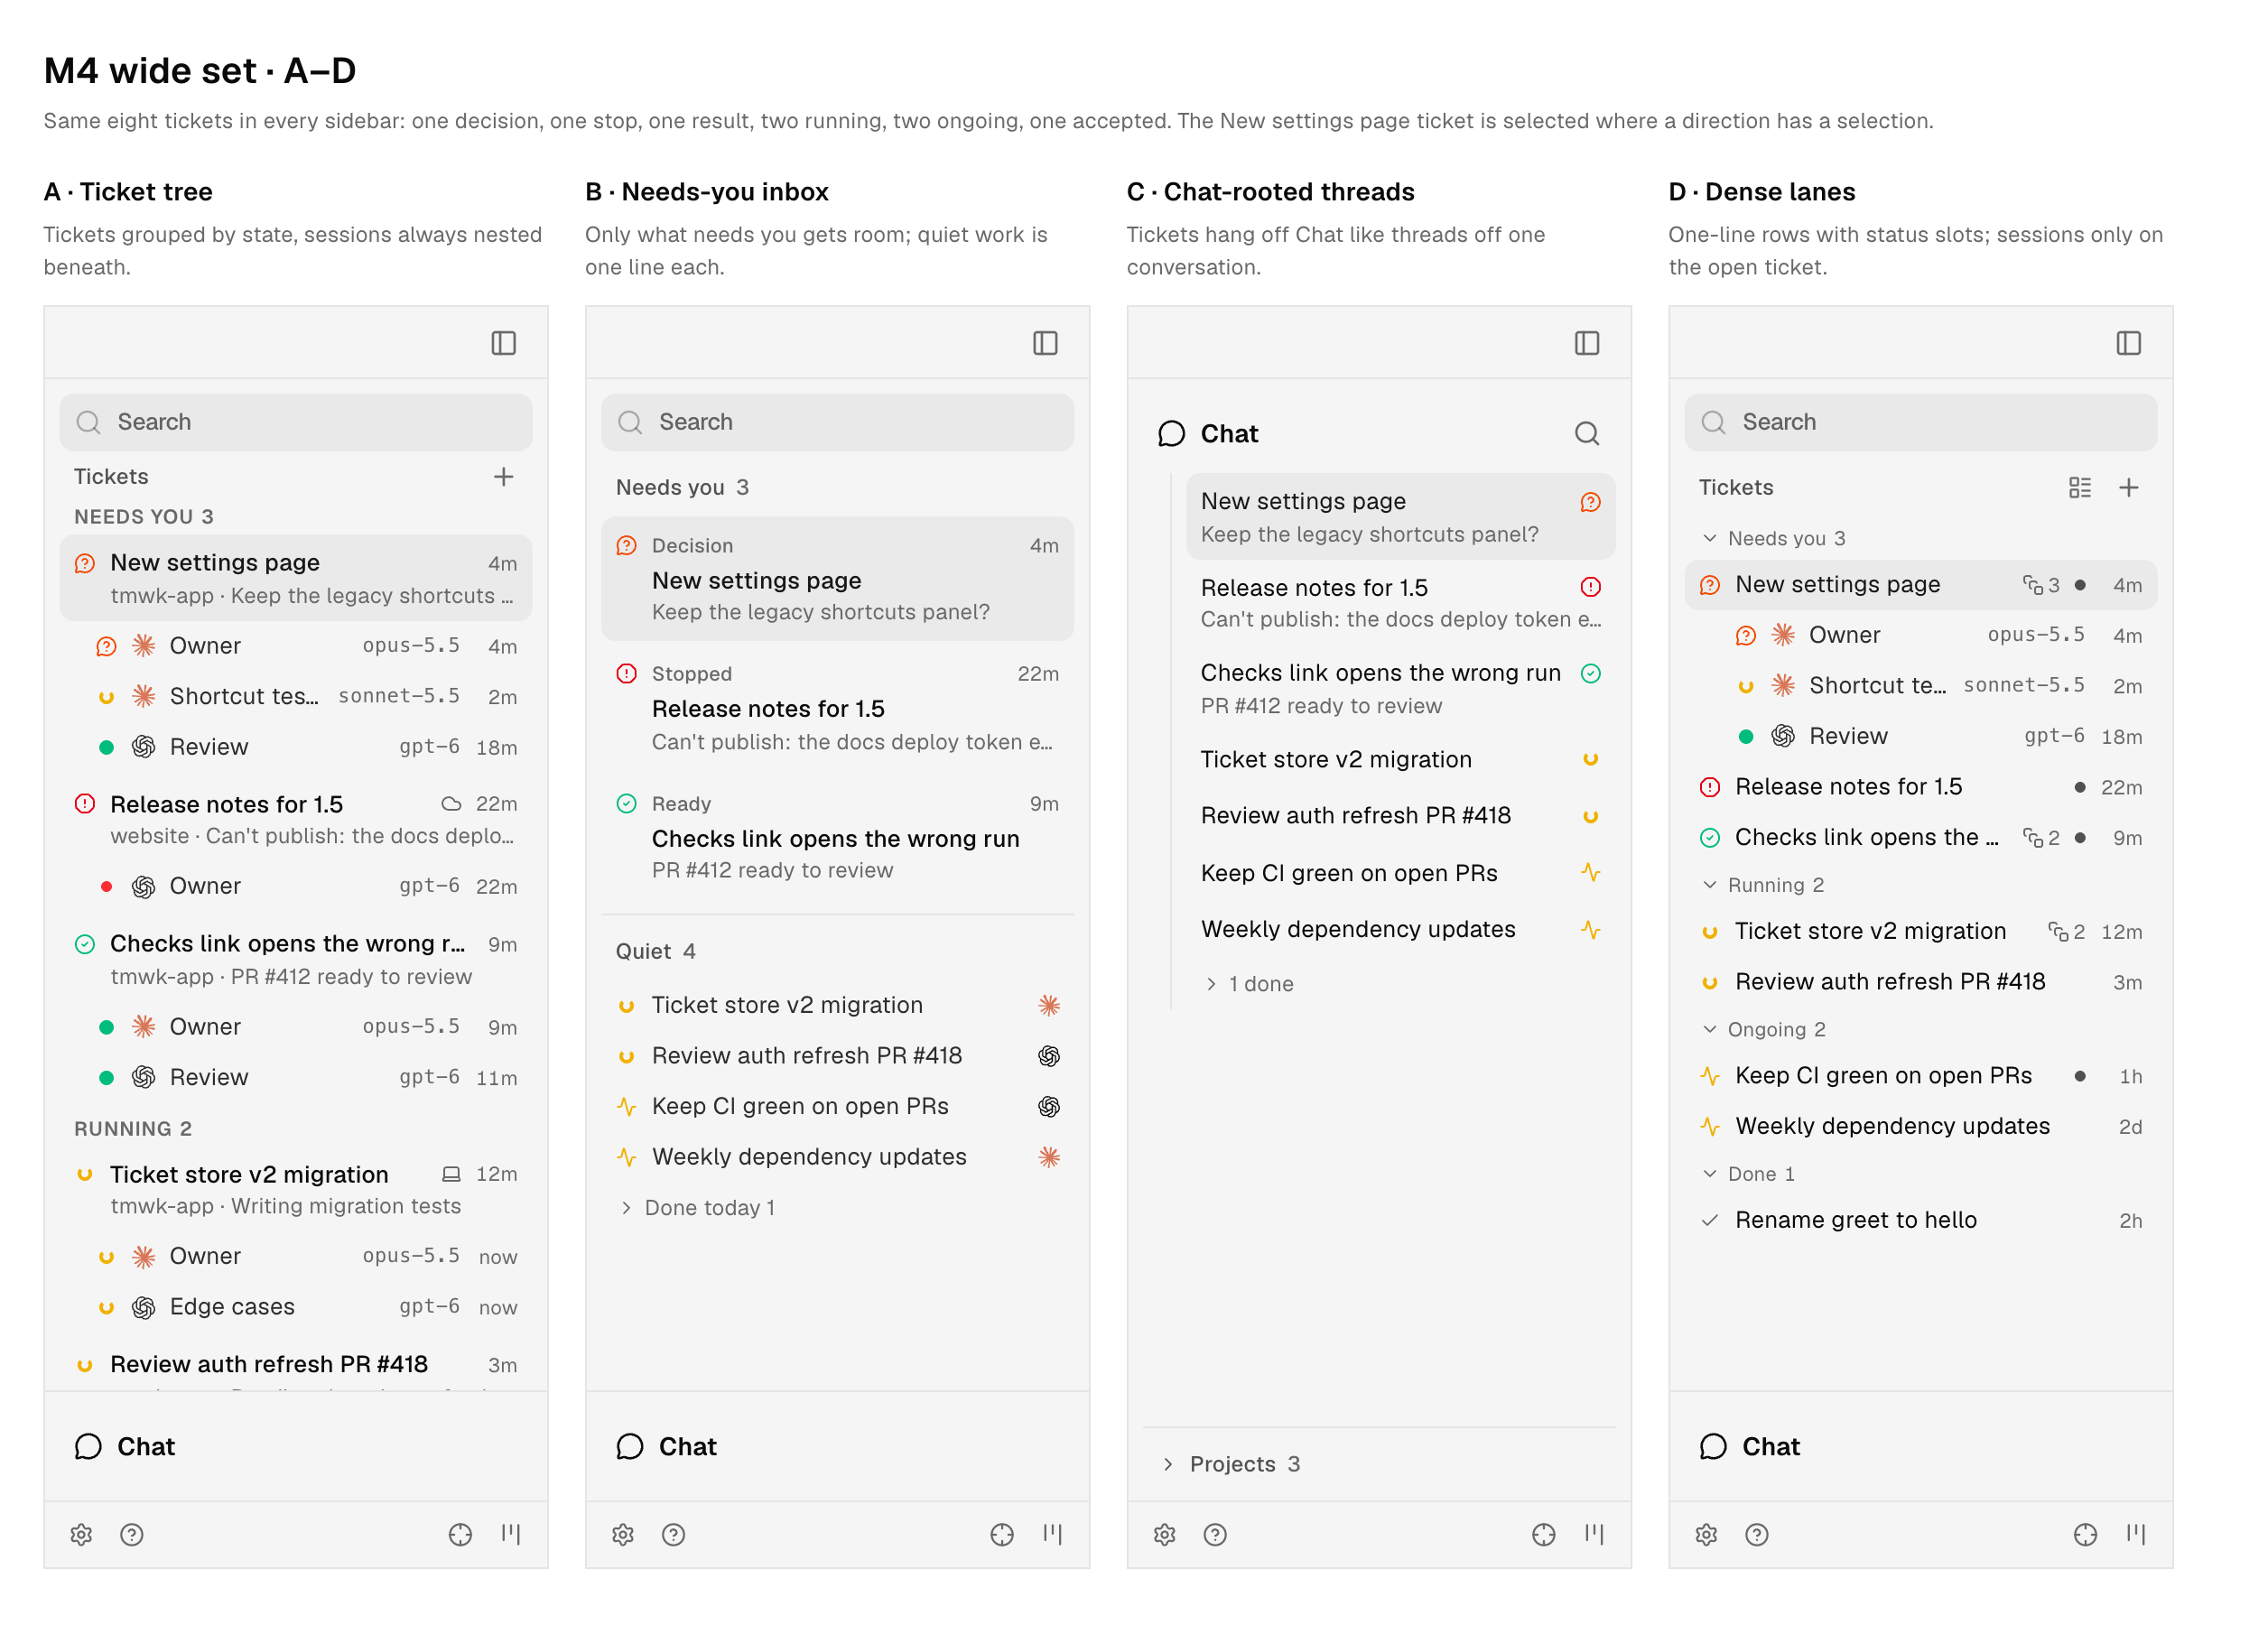 M4 wide set · A–D
Same eight tickets in every sidebar: one decision, one stop, one result, two running, two ongoing, one accepted. The New settings page ticket is selected where a direction has a selection.
A · Ticket tree
Tickets grouped by state, sessions always nested
beneath.
Search
Tickets
NEEDS YOU 3
New settings page 4m
tmwk-app · Keep the legacy shortcuts ...
Owner opus-5.5 4m
Shortcut tes... sonnet-5.5 2m
Review gpt-6 18m
Release notes for 1.5 22m
website · Can't publish: the docs deplo...
Owner gpt-6 22m
Checks link opens the wrong r... 9m
tmwk-app · PR #412 ready to review
Owner opus-5.5 9m
Review gpt-6 11m
RUNNING 2
Ticket store v2 migration 12m
tmwk-app · Writing migration tests
Owner opus-5.5 now
Edge cases gpt-6 now
Review auth refresh PR #418 3m
Chat
B · Needs-you inbox
Only what needs you gets room; quiet work is
one line each.
Search
Needs you 3
Decision 4m
New settings page
Keep the legacy shortcuts panel?
Stopped 22m
Release notes for 1.5
Can't publish: the docs deploy token e...
Ready 9m
Checks link opens the wrong run
PR #412 ready to review
Quiet 4
Ticket store v2 migration
Review auth refresh PR #418
Keep CI green on open PRs
Weekly dependency updates
Done today 1
Chat
C · Chat-rooted threads
Tickets hang off Chat like threads off one
conversation.
Chat
New settings page
Keep the legacy shortcuts panel?
Release notes for 1.5
Can't publish: the docs deploy token e...
Checks link opens the wrong run
PR #412 ready to review
Ticket store v2 migration
Review auth refresh PR #418
Keep CI green on open PRs
Weekly dependency updates
1 done
Projects 3
D · Dense lanes
One-line rows with status slots; sessions only on
the open ticket.
Search
Tickets
Needs you 3
New settings page 3 4m
Owner opus-5.5 4m
Shortcut te... sonnet-5.5 2m
Review gpt-6 18m
Release notes for 1.5 22m
Checks link opens the ... 2 9m
Running 2
Ticket store v2 migration 2 12m
Review auth refresh PR #418 3m
Ongoing 2
Keep CI green on open PRs 1h
Weekly dependency updates 2d
Done 1
Rename greet to hello 2h
Chat